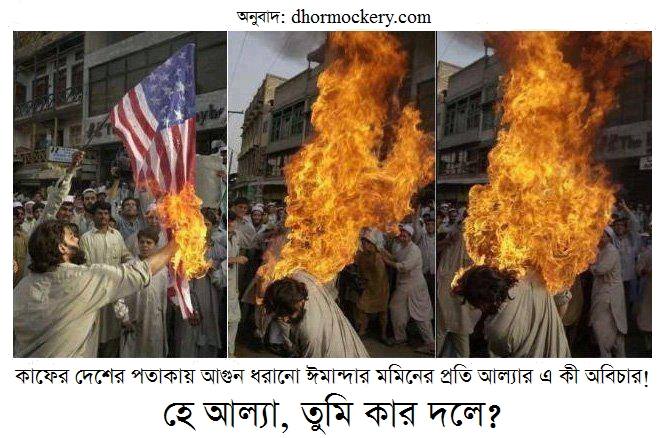 অনুবাদ: dhormockery.com
কাফের দেশের পতাকায় আগুন ধরানো ঈমান্দার মমিনের প্রতি আল্যার এ কী অবিচার!
হে আল্যা, তুমি কার দলে?